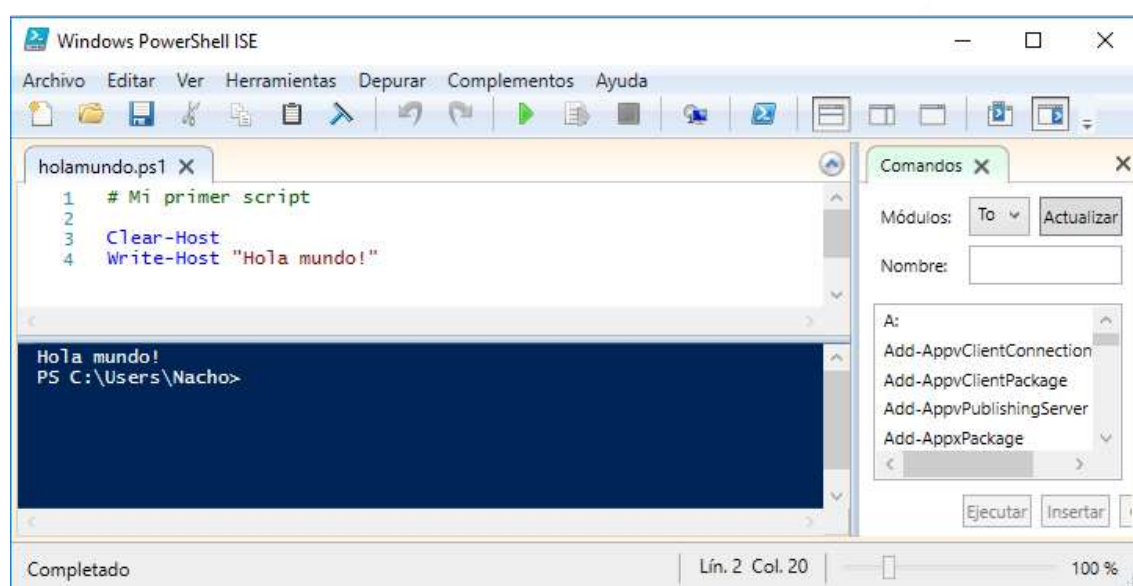 Windows PowerShell ISE
Archivo Editar Ver Herramientas Depurar Complementos Ayuda
holamundo.ps1
1 # Mi primer script
2
3 Clear-Host
4 Write-Host "Hola mundo!"
Hola mundo!
PS C:\Users\Nacho>
Comandos
Módulos: To Actualizar
Nombre:
A:
Add-AppvClientConnection
Add-AppvClientPackage
Add-AppvPublishingServer
Add-AppxPackage
Ejecutar Insertar
Completado Lín. 2 Col. 20 100 %